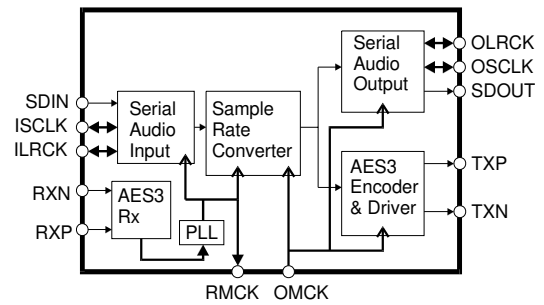 SDIN
ISCLK
ILRCK
RXN
RXP
Serial
Audio
Input
AES3
Rx
PLL
Sample
Rate
Converter
Serial
Audio
Output
AES3
Encoder
& Driver
OLRCK
OSCLK
SDOUT
TXP
TXN
RMCK
OMCK